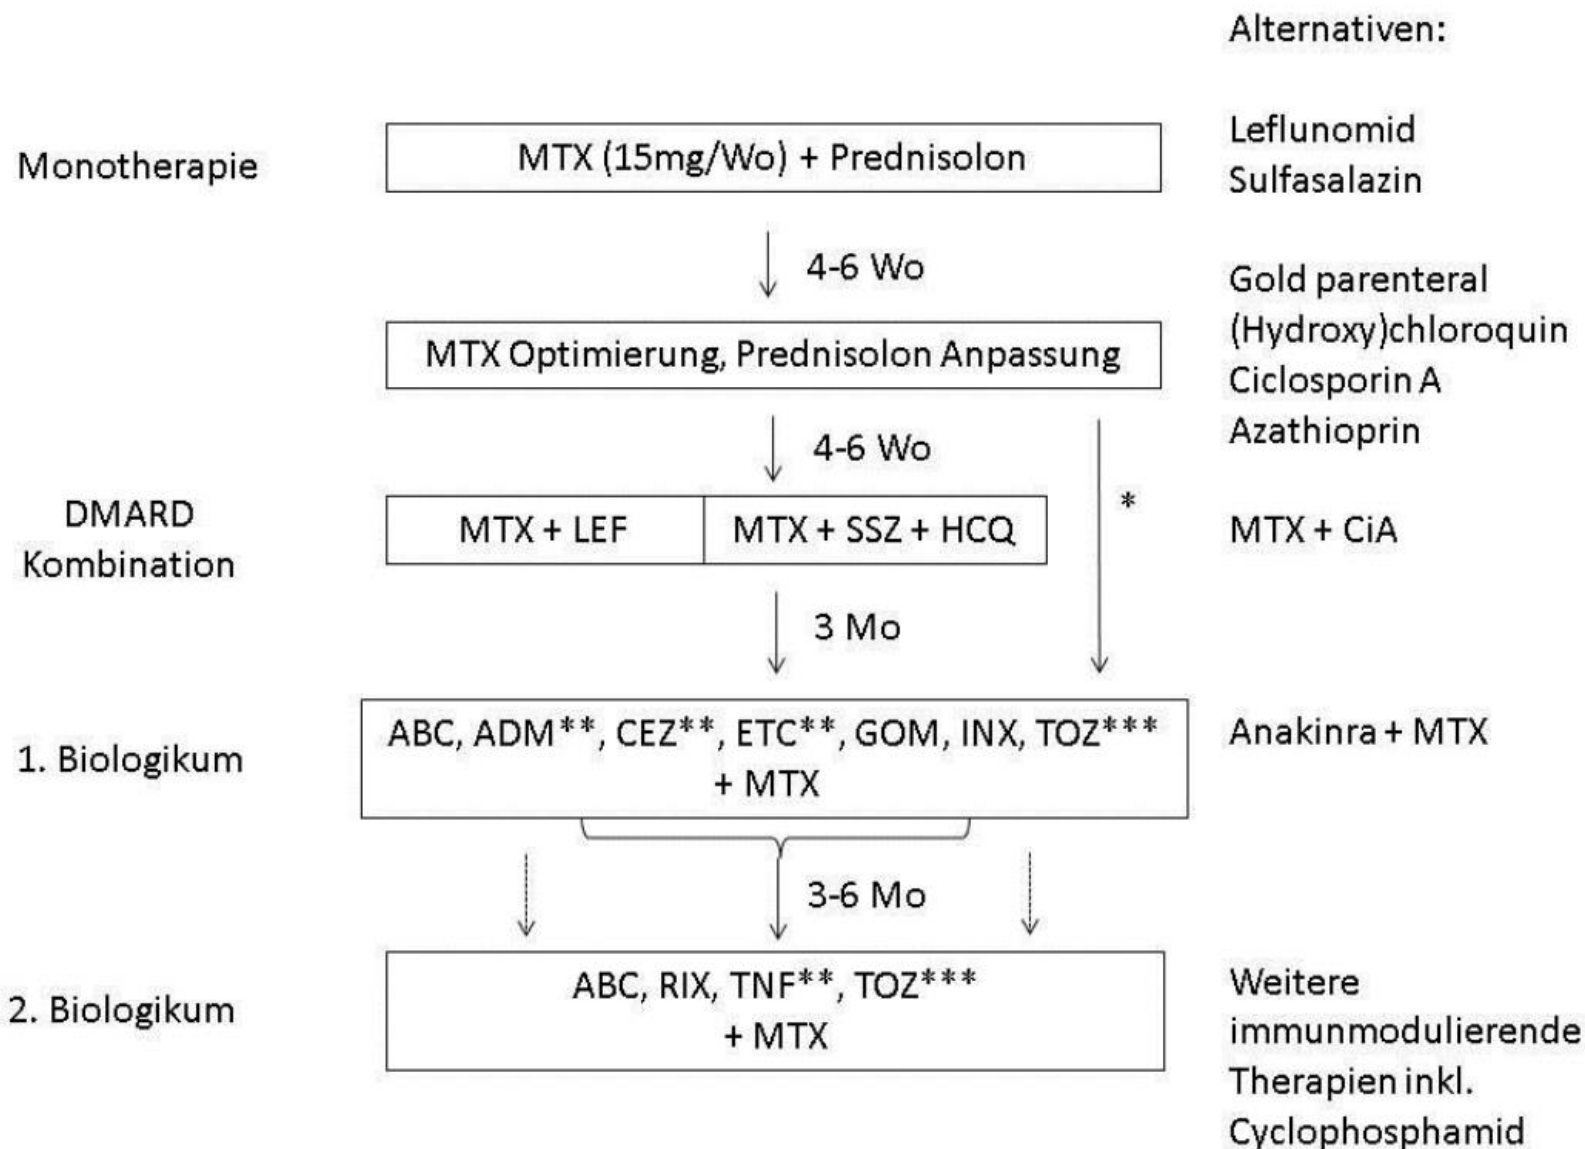 Alternativen:
Monotherapie
MTX (15mg/Wo) + Prednisolon
Leflunomid
Sulfasalazin
4-6 Wo
MTX Optimierung, Prednisolon Anpassung
Gold parenteral
(Hydroxy)chloroquin
Ciclosporin A
Azathioprin
4-6 Wo
*
DMARD
Kombination
MTX + LEF
MTX + SSZ + HCQ
MTX + CiA
3 Mo
1. Biologikum
ABC, ADM**, CEZ**, ETC**, GOM, INX, TOZ***
+ MTX
Anakinra + MTX
3-6 Mo
2. Biologikum
ABC, RIX, TNF**, TOZ***
+ MTX
Weitere
immunmodulierende
Therapien inkl.
Cyclophosphamid